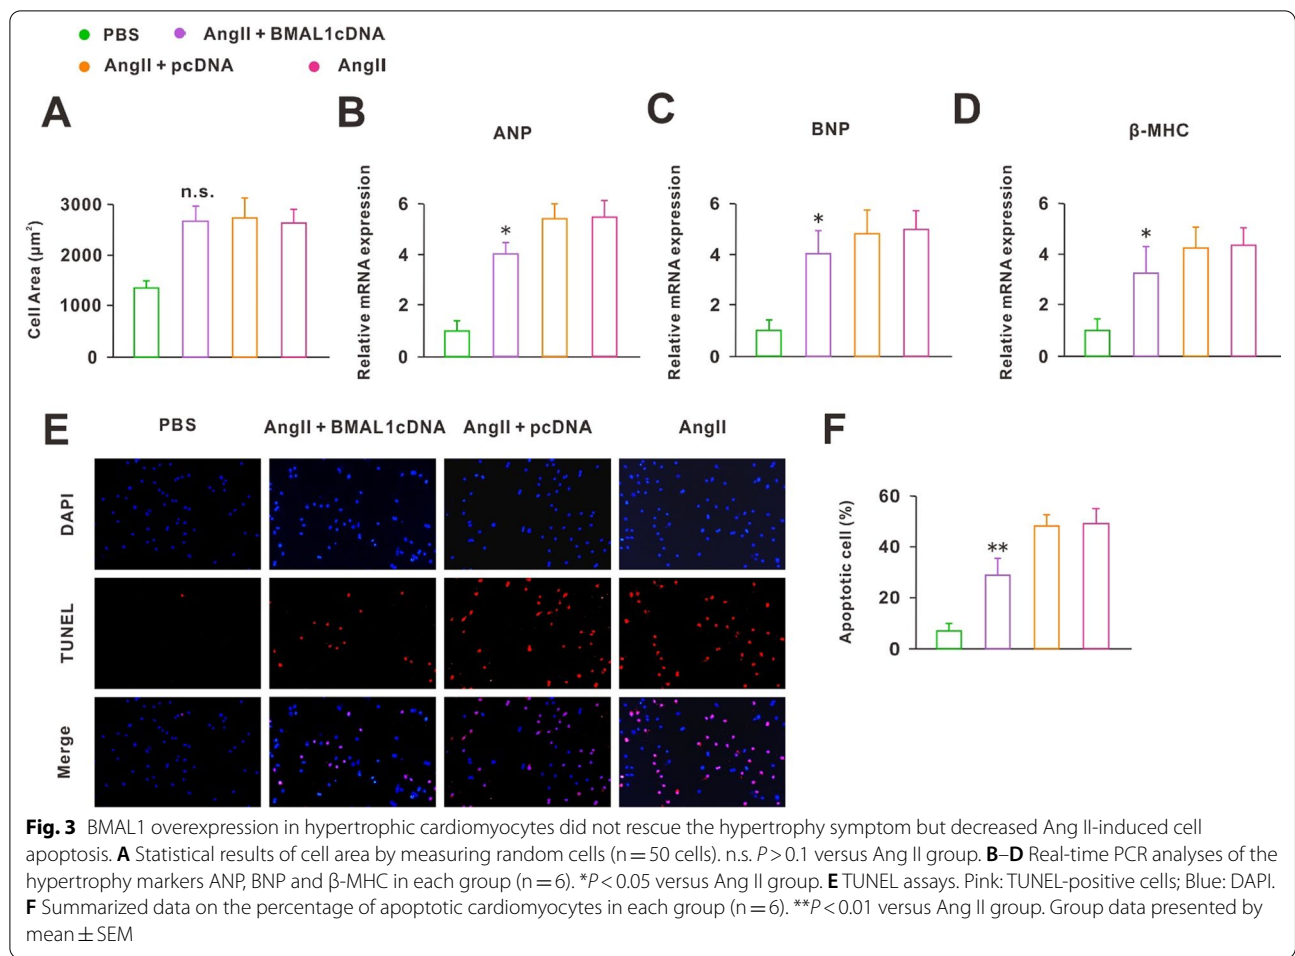 PBS AngII + BMAL1cDNA
AngII + pcDNA AngII
A
n.s.
Cell Area (μm²)
3000
2000
1000
0
B
ANP
Relative mRNA expression
6
4
2
0
*
C
BNP
Relative mRNA expression
6
4
2
0
*
D
β-MHC
Relative mRNA expression
6
4
2
0
*
E
PBS AngII + BMAL1cDNA AngII + pcDNA AngII
DAPI
TUNEL
Merge
F
Apoptotic cell (%)
60
40
20
0
**
Fig. 3 BMAL1 overexpression in hypertrophic cardiomyocytes did not rescue the hypertrophy symptom but decreased Ang II-induced cell
apoptosis. A Statistical results of cell area by measuring random cells (n = 50 cells). n.s. P > 0.1 versus Ang II group. B–D Real-time PCR analyses of the
hypertrophy markers ANP, BNP and β-MHC in each group (n = 6). *P < 0.05 versus Ang II group. E TUNEL assays. Pink: TUNEL-positive cells; Blue: DAPI.
F Summarized data on the percentage of apoptotic cardiomyocytes in each group (n = 6). **P < 0.01 versus Ang II group. Group data presented by
mean ± SEM